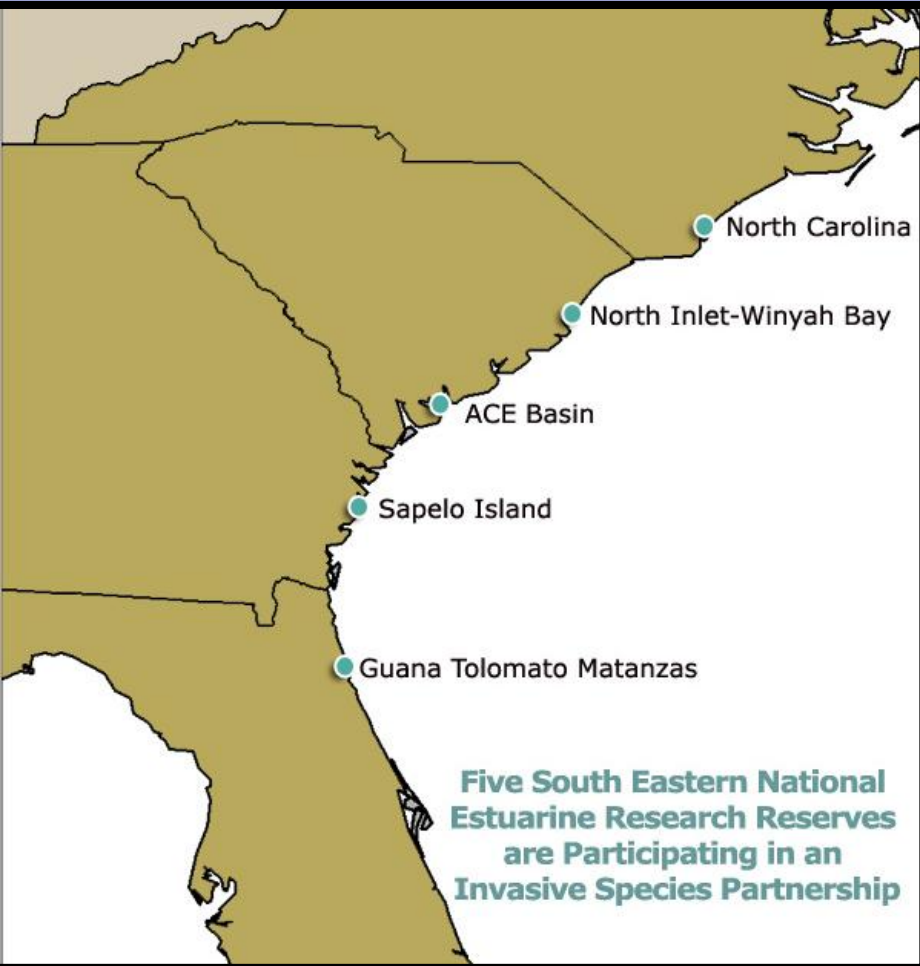 North Carolina
North Inlet-Winyah Bay
ACE Basin
Sapelo Island
Guana Tolomato Matanzas
Five South Eastern National
Estuarine Research Reserves
are Participating in an
Invasive Species Partnership